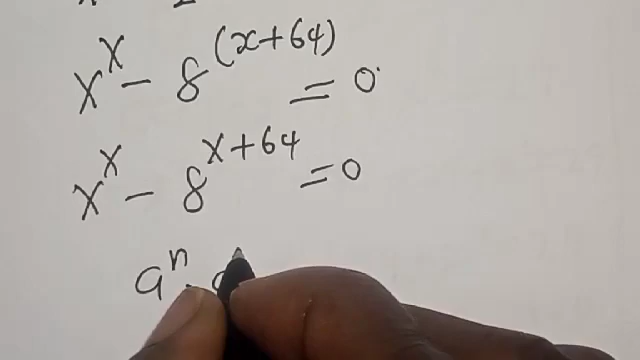 x^x - 8^(x+64) = 0
x^x - 8^x+64 = 0
a^n · a